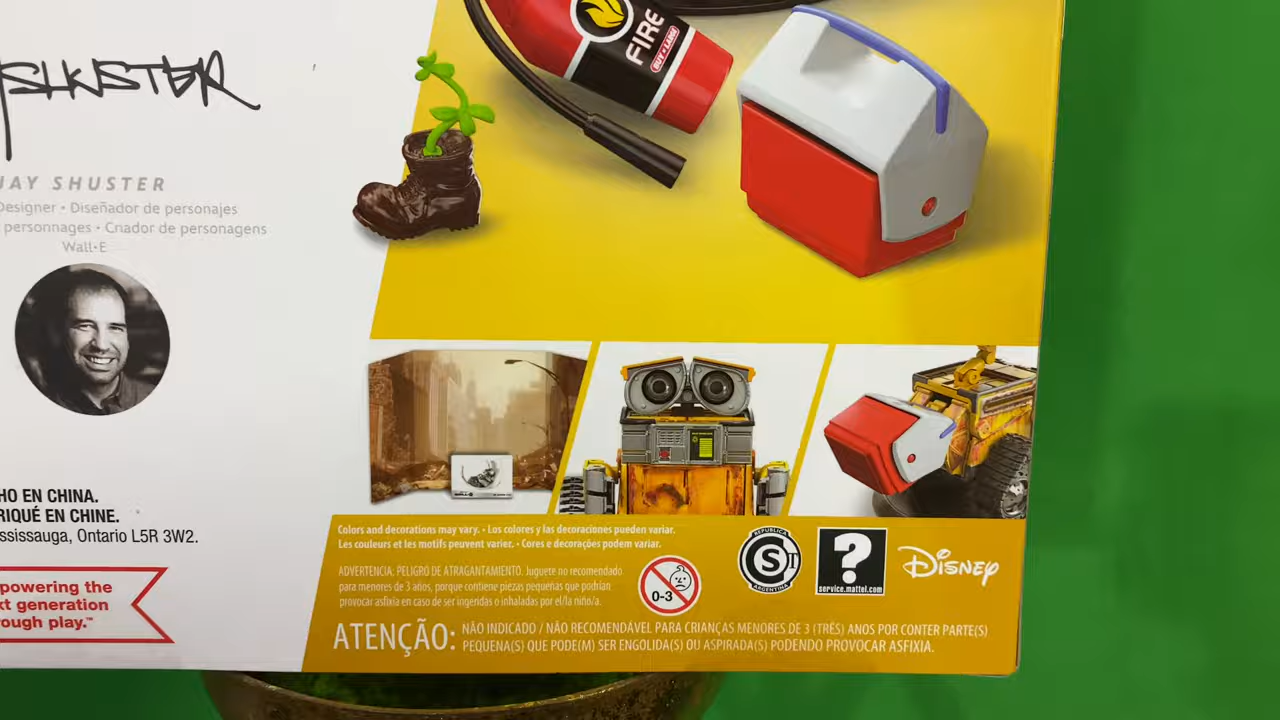 SHUSTER
FIRE
BUY n LARGE
JAY SHUSTER
Designer • Diseñador de personajes
personnages • Criador de personagens
Wall•E
HO EN CHINA.
RIQUÉ EN CHINE.
ssissauga, Ontario L5R 3W2.
powering the
xt generation
rough play.™
Colors and decorations may vary. • Los colores y las decoraciones pueden variar.
Les couleurs et les motifs peuvent varier. • Cores e decorações podem variar.
ADVERTENCIA: PELIGRO DE ATRAGANTAMIENTO. Juguete no recomendado
para menores de 3 años, porque contiene piezas pequeñas que podrían
provocar asfixia en caso de ser ingeridas o inhaladas por el/la niño/a.
0-3
REPUBLICA
S T
ARGENTINA
?
service.mattel.com
Disney
ATENÇÃO: NÃO INDICADO / NÃO RECOMENDÁVEL PARA CRIANÇAS MENORES DE 3 (TRÊS) ANOS POR CONTER PARTE(S)
PEQUENA(S) QUE PODE(M) SER ENGOLIDA(S) OU ASPIRADA(S) PODENDO PROVOCAR ASFIXIA.